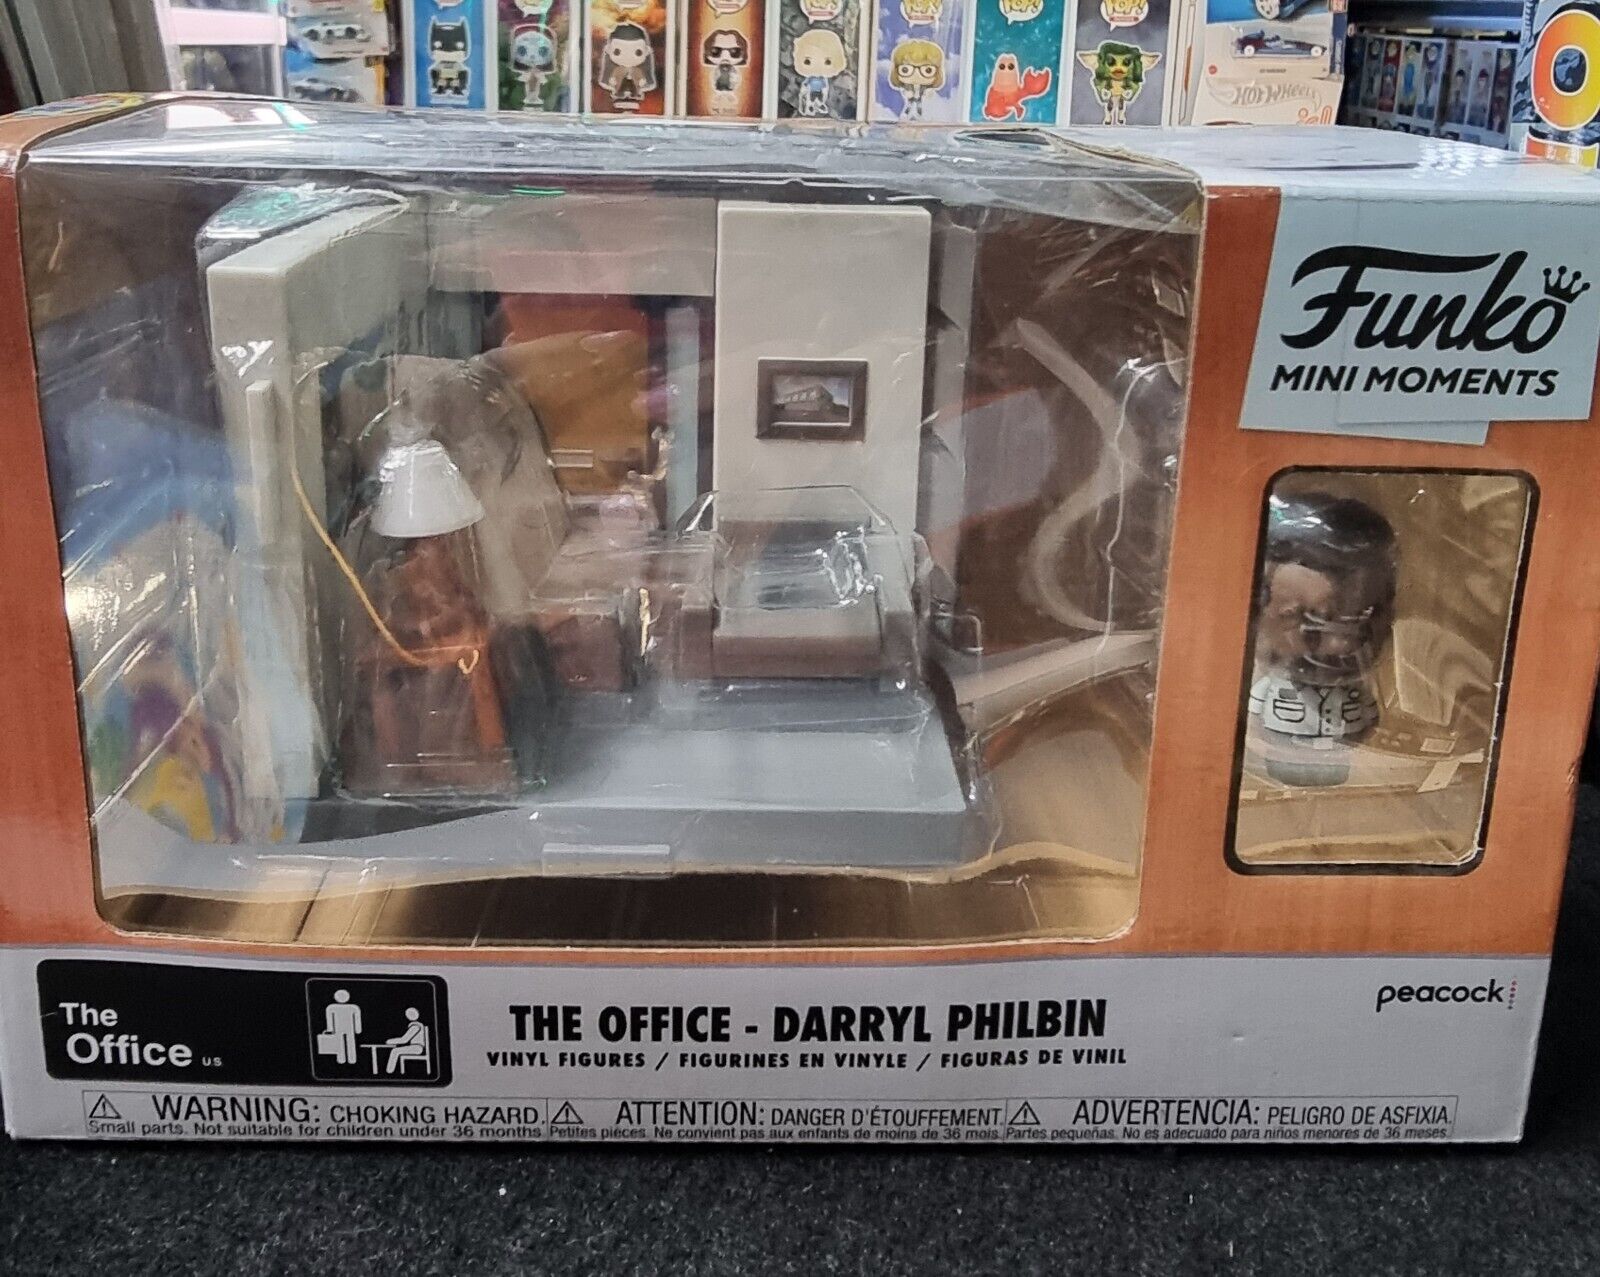 HOT WHEELS
Funko
MINI MOMENTS
The
Office US
THE OFFICE - DARRYL PHILBIN
VINYL FIGURES / FIGURINES EN VINYLE / FIGURAS DE VINIL
peacock
WARNING: CHOKING HAZARD.
Small parts. Not suitable for children under 36 months.
ATTENTION: DANGER D'ÉTOUFFEMENT.
Petites pièces. Ne convient pas aux enfants de moins de 36 mois.
ADVERTENCIA: PELIGRO DE ASFIXIA.
Partes pequeñas. No es adecuado para niños menores de 36 meses.